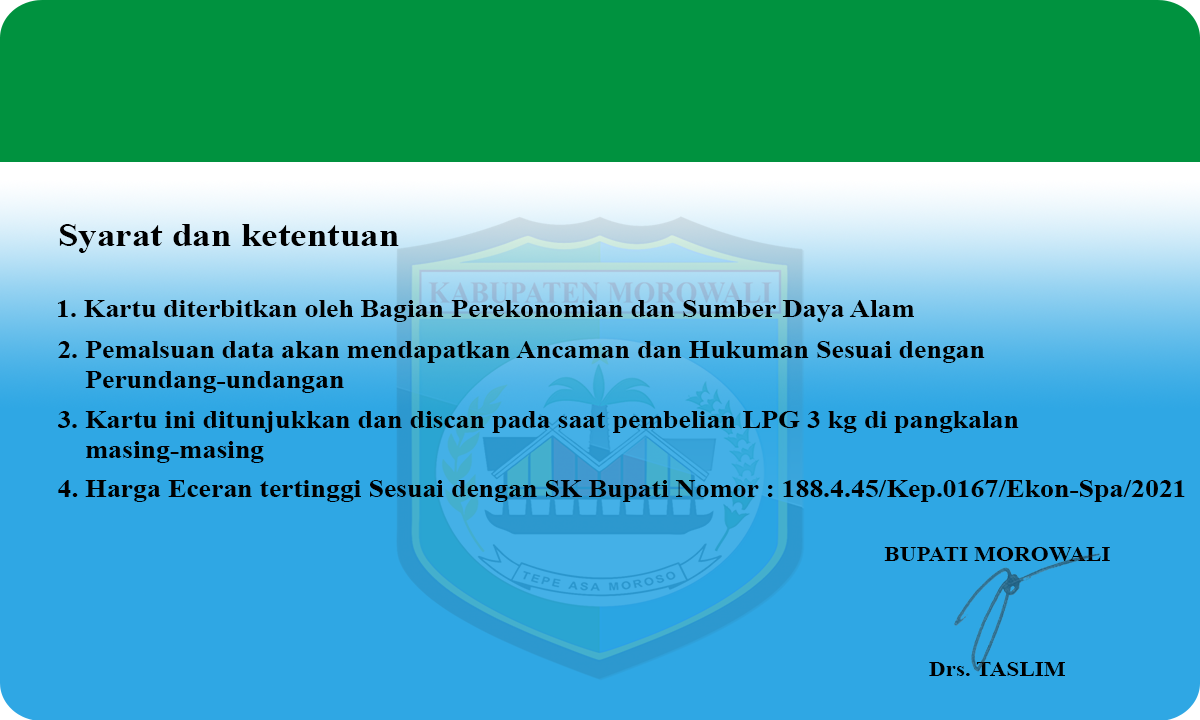 Syarat dan ketentuan
KABUPATEN MOROWALI
1. Kartu diterbitkan oleh Bagian Perekonomian dan Sumber Daya Alam
2. Pemalsuan data akan mendapatkan Ancaman dan Hukuman Sesuai dengan
Perundang-undangan
3. Kartu ini ditunjukkan dan discan pada saat pembelian LPG 3 kg di pangkalan
masing-masing
4. Harga Eceran tertinggi Sesuai dengan SK Bupati Nomor : 188.4.45/Kep.0167/Ekon-Spa/2021
BUPATI MOROWALI
TEPE ASA MOROSO
Drs. TASLIM